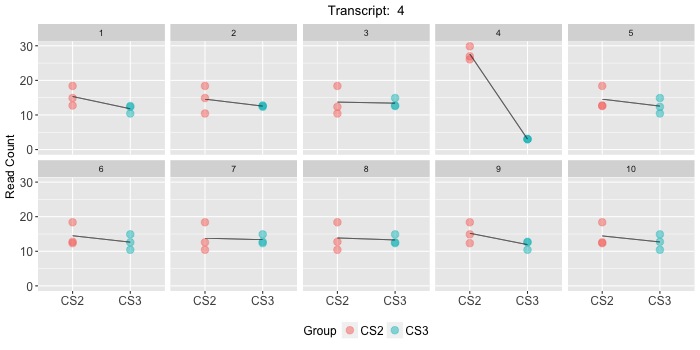 Transcript: 4
1 2 3 4 5
30
20
10
0
Read Count
6 7 8 9 10
30
20
10
0
CS2 CS3 CS2 CS3 CS2 CS3 CS2 CS3 CS2 CS3
Group CS2 CS3